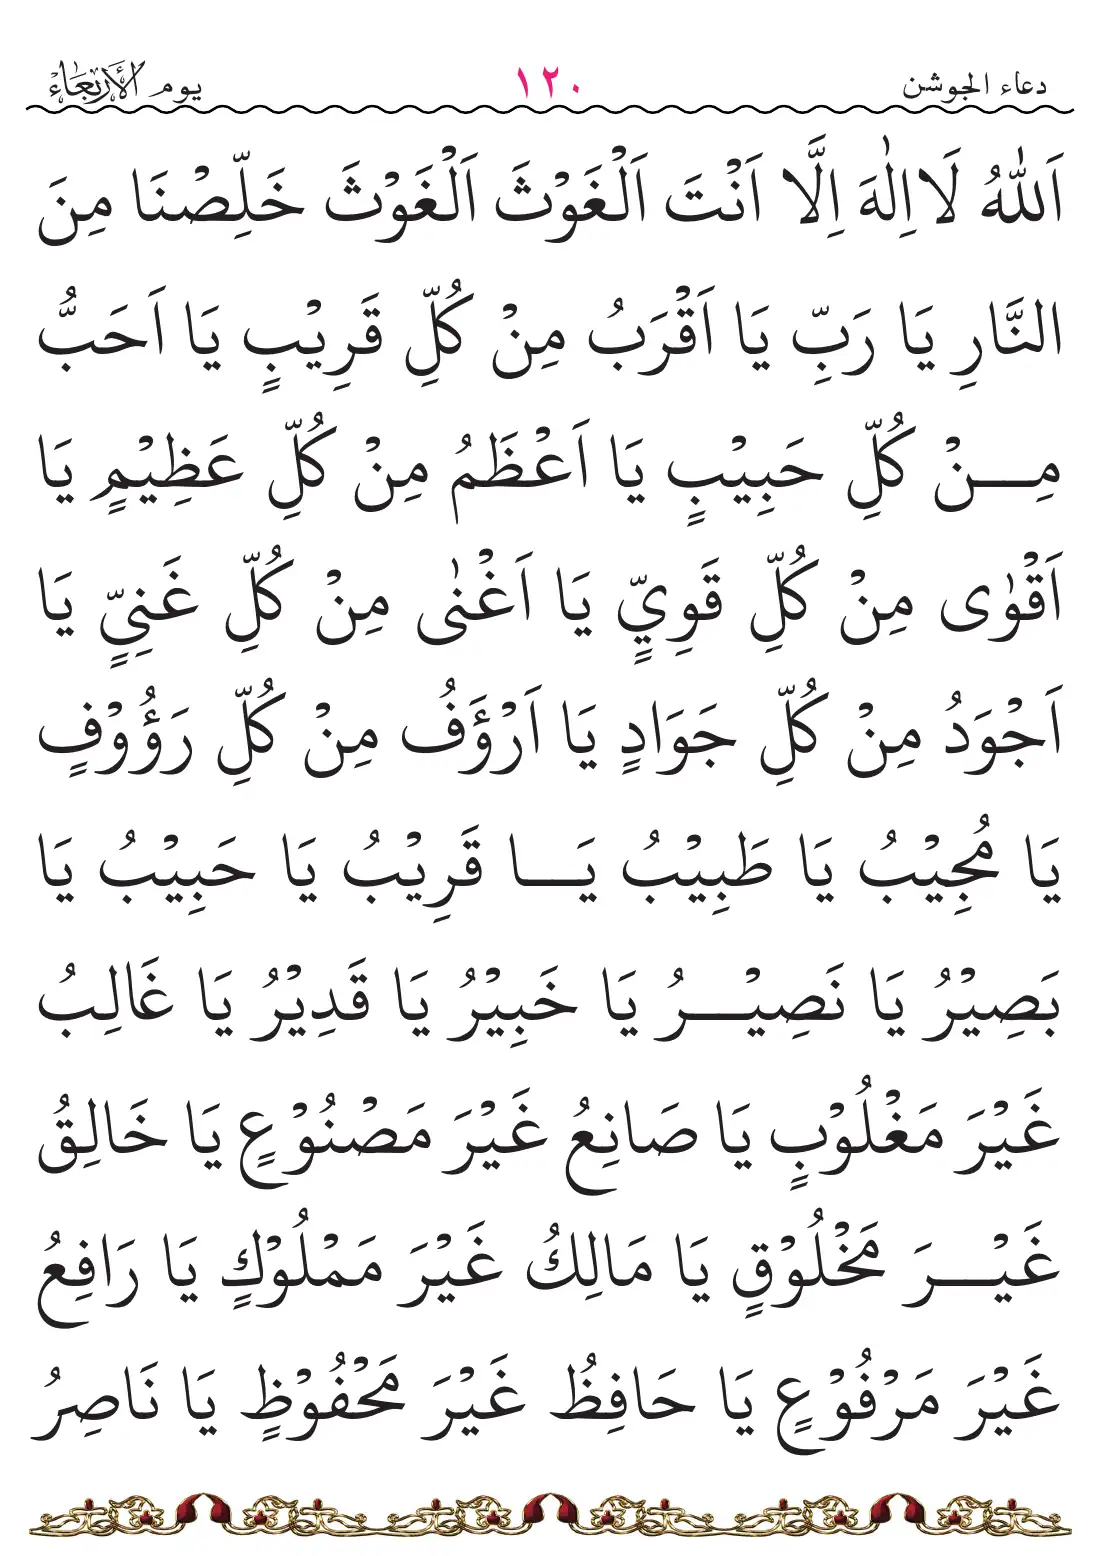 دعاء الجوشن ١٢٠ يوم الأربعاء
اَللّٰهُ لَا اِلٰهَ اِلَّا اَنْتَ اَلْغَوْثَ اَلْغَوْثَ خَلِّصْنَا مِنَ
النَّارِ يَا رَبِّ يَا اَقْرَبُ مِنْ كُلِّ قَرِيْبٍ يَا اَحَبُّ
مِـــنْ كُلِّ حَبِيْبٍ يَا اَعْظَمُ مِنْ كُلِّ عَظِيْمٍ يَا
اَقْوٰى مِنْ كُلِّ قَوِيٍّ يَا اَغْنٰى مِنْ كُلِّ غَنِيٍّ يَا
اَجْوَدُ مِنْ كُلِّ جَوَادٍ يَا اَرْؤَفُ مِنْ كُلِّ رَؤُوْفٍ
يَا مُجِيْبُ يَا طَبِيْبُ يَـــا قَرِيْبُ يَا حَبِيْبُ يَا
بَصِيْرُ يَا نَصِيْـــرُ يَا خَبِيْرُ يَا قَدِيْرُ يَا غَالِبُ
غَيْرَ مَغْلُوْبٍ يَا صَانِعُ غَيْرَ مَصْنُوْعٍ يَا خَالِقُ
غَيْـــرَ مَخْلُوْقٍ يَا مَالِكُ غَيْرَ مَمْلُوْكٍ يَا رَافِعُ
غَيْرَ مَرْفُوْعٍ يَا حَافِظُ غَيْرَ مَحْفُوْظٍ يَا نَاصِرُ